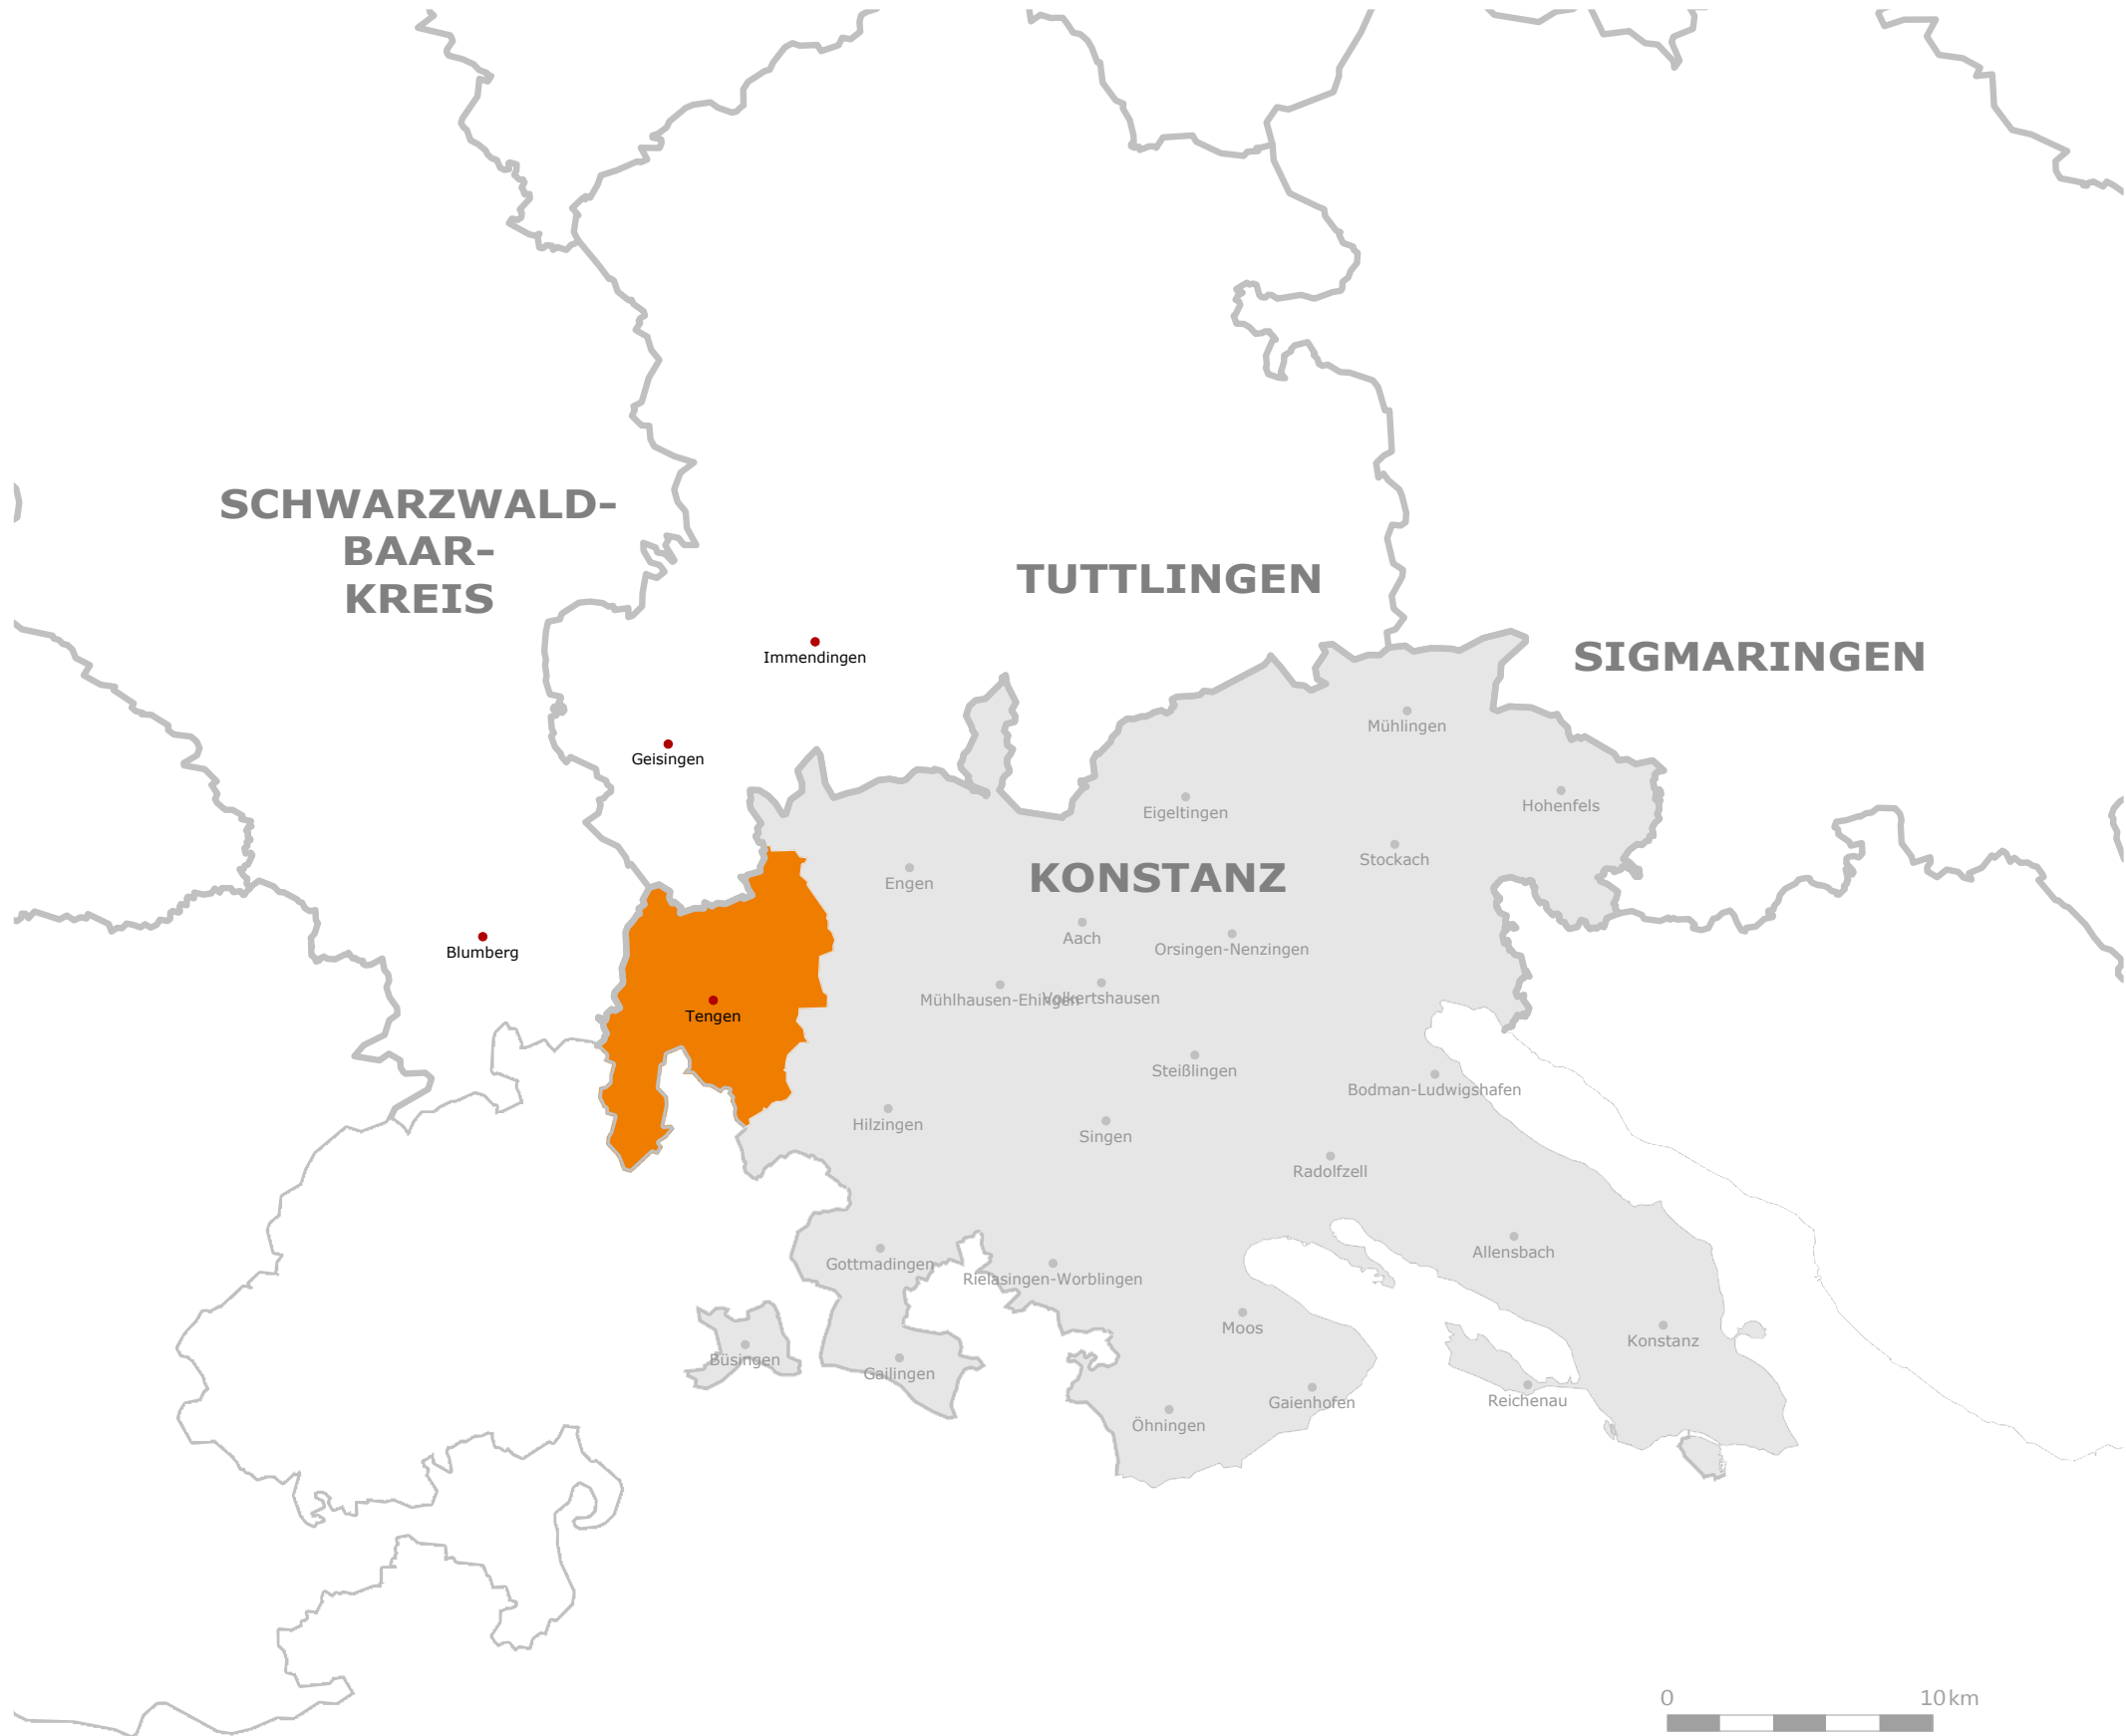 SCHWARZWALD-
BAAR-
KREIS
TUTTLINGEN
SIGMARINGEN
Immendingen
Geisingen
Mühlingen
Eigeltingen
Hohenfels
Stockach
Engen
KONSTANZ
Blumberg
Aach
Orsingen-Nenzingen
Mühlhausen-Ehingen
Volkertshausen
Tengen
Steißlingen
Bodman-Ludwigshafen
Hilzingen
Singen
Radolfzell
Allensbach
Gottmadingen
Rielasingen-Worblingen
Moos
Konstanz
Büsingen
Gailingen
Gaienhofen
Reichenau
Öhningen
0 10km